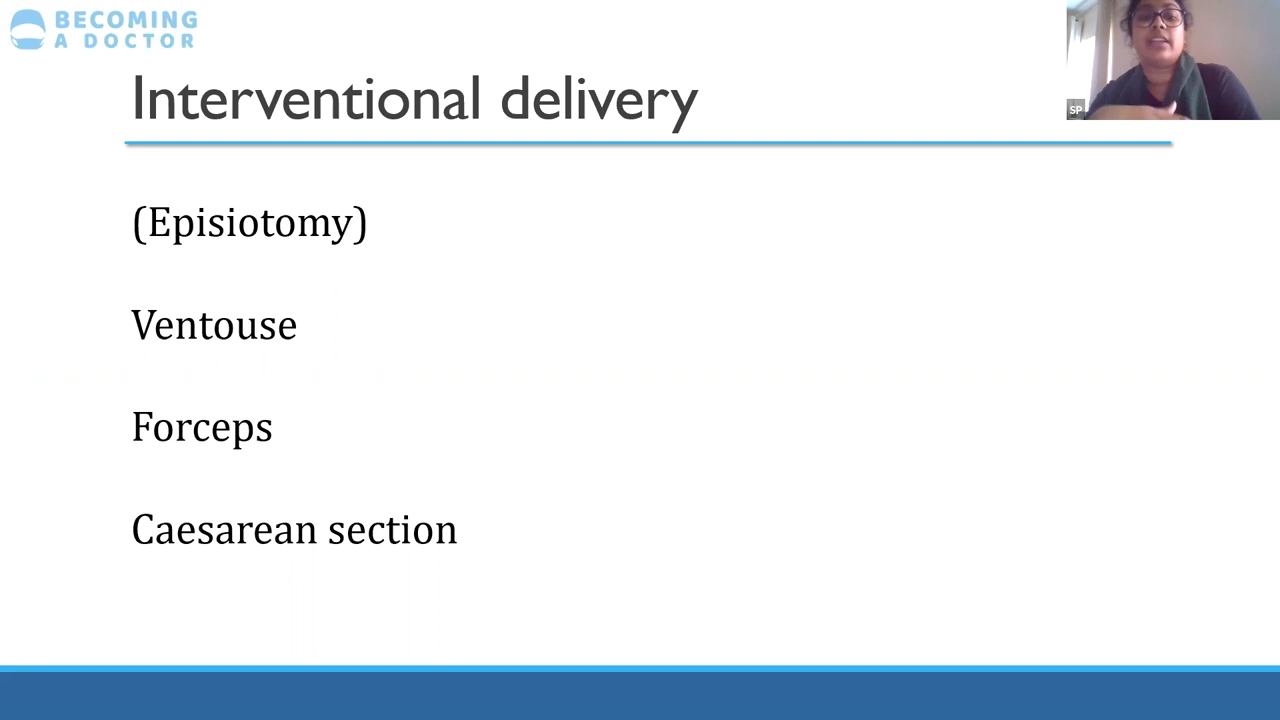 BECOMING
A DOCTOR
SP
Interventional delivery
(Episiotomy)
Ventouse
Forceps
Caesarean section